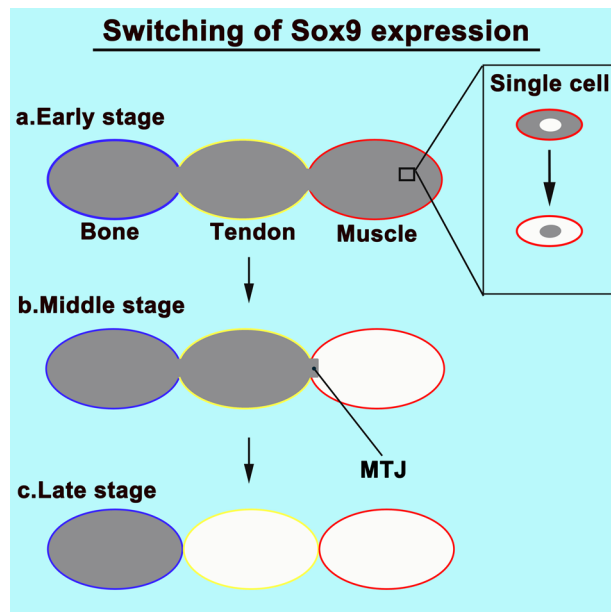 Switching of Sox9 expression
Single cell
a.Early stage
Bone
Tendon
Muscle
b.Middle stage
MTJ
c.Late stage